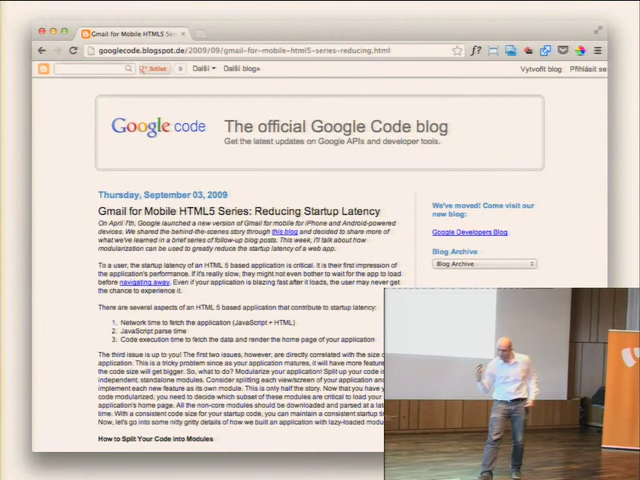 Gmail for Mobile HTML5 Seri
googlecode.blogspot.de/2009/09/gmail-for-mobile-html5-series-reducing.html
Sdílet 9 Další Další blog»
Vytvořit blog Přihlásit se
Google code
The official Google Code blog
Get the latest updates on Google APIs and developer tools.
Thursday, September 03, 2009
Gmail for Mobile HTML5 Series: Reducing Startup Latency
On April 7th, Google launched a new version of Gmail for mobile for iPhone and Android-powered
devices. We shared the behind-the-scenes story through this blog and decided to share more of
what we've learned in a brief series of follow-up blog posts. This week, I'll talk about how
modularization can be used to greatly reduce the startup latency of a web app.
To a user, the startup latency of an HTML 5 based application is critical. It is their first impression of
the application's performance. If it's really slow, they might not even bother to wait for the app to load
before navigating away. Even if your application is blazing fast after it loads, the user may never get
the chance to experience it.
There are several aspects of an HTML 5 based application that contribute to startup latency:
1. Network time to fetch the application (JavaScript + HTML)
2. JavaScript parse time
3. Code execution time to fetch the data and render the home page of your application
The third issue is up to you! The first two issues, however, are directly correlated with the size o
application. This is a tricky problem since as your application matures, it will have more featu
the code size will get bigger. So, what to do? Modularize your application! Split up your code i
independent, standalone modules. Consider splitting each view/screen of your application
implement each new feature as its own module. This is only half the story. Now that you hav
code modularized, you need to decide which subset of these modules are critical to load your
application's home page. All the non-core modules should be downloaded and parsed at a late
time. With a consistent code size for your startup code, you can maintain a consistent startup ti
Now, let's go into some nitty gritty details of how we built an application with lazy-loaded modu
How to Split Your Code into Modules
We've moved! Come visit our
new blog:
Google Developers Blog
Blog Archive
Blog Archive